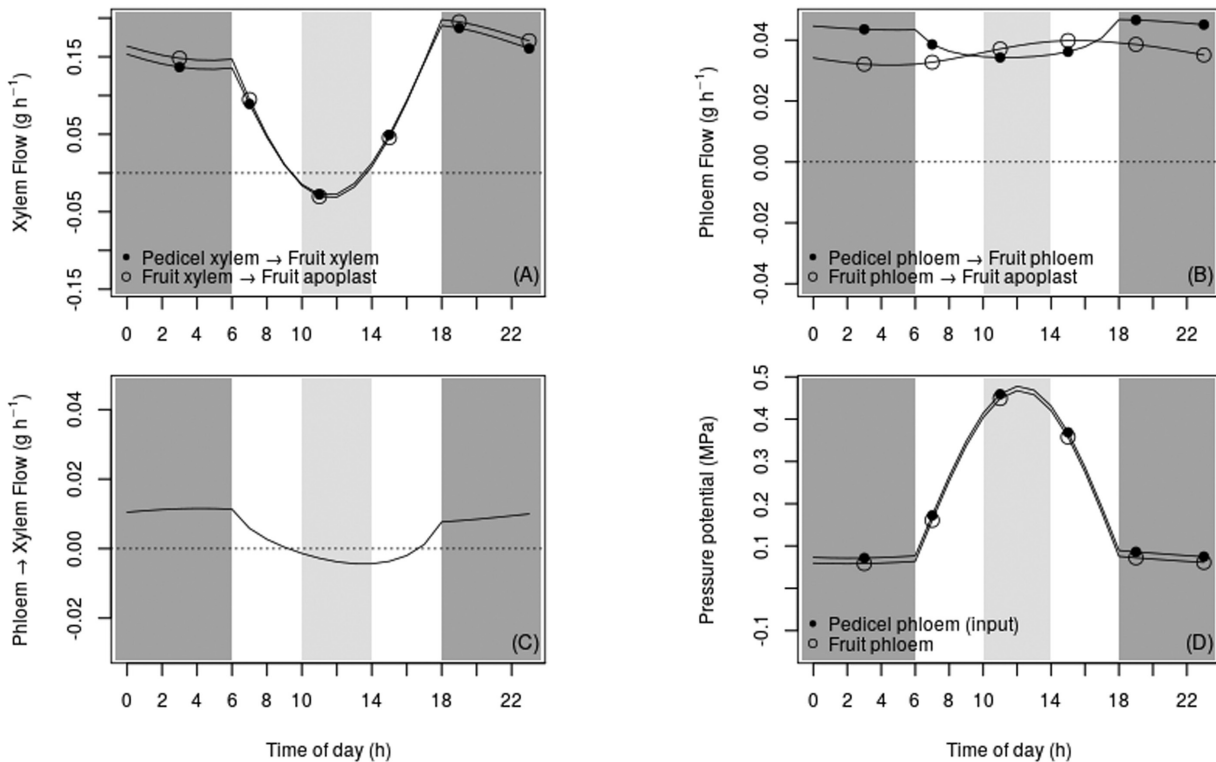 Xylem Flow (g h⁻¹)
0.15
0.05
-0.05
-0.15
• Pedicel xylem → Fruit xylem
○ Fruit xylem → Fruit apoplast
(A)
0 2 4 6 8 10 14 18 22
Phloem Flow (g h⁻¹)
0.04
0.02
0.00
-0.02
-0.04
• Pedicel phloem → Fruit phloem
○ Fruit phloem → Fruit apoplast
(B)
0 2 4 6 8 10 14 18 22
Phloem → Xylem Flow (g h⁻¹)
0.04
0.02
0.00
-0.02
(C)
0 2 4 6 8 10 14 18 22
Time of day (h)
Pressure potential (MPa)
0.5
0.4
0.3
0.2
0.1
-0.1
• Pedicel phloem (input)
○ Fruit phloem
(D)
0 2 4 6 8 10 14 18 22
Time of day (h)